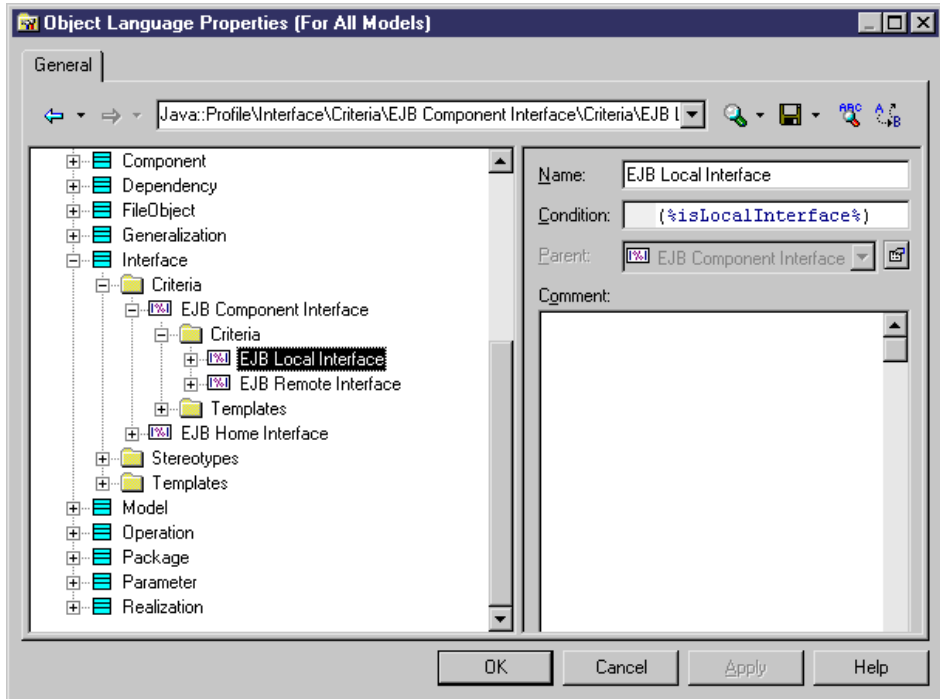 Object Language Properties (For All Models)
General
Java::Profile\Interface\Criteria\EJB Component Interface\Criteria\EJB L
ABC
A B
Component
Dependency
FileObject
Generalization
Interface
Criteria
EJB Component Interface
Criteria
EJB Local Interface
EJB Remote Interface
Templates
EJB Home Interface
Stereotypes
Templates
Model
Operation
Package
Parameter
Realization
Name: EJB Local Interface
Condition: (%isLocalInterface%)
Parent: EJB Component Interface
Comment:
OK Cancel Apply Help